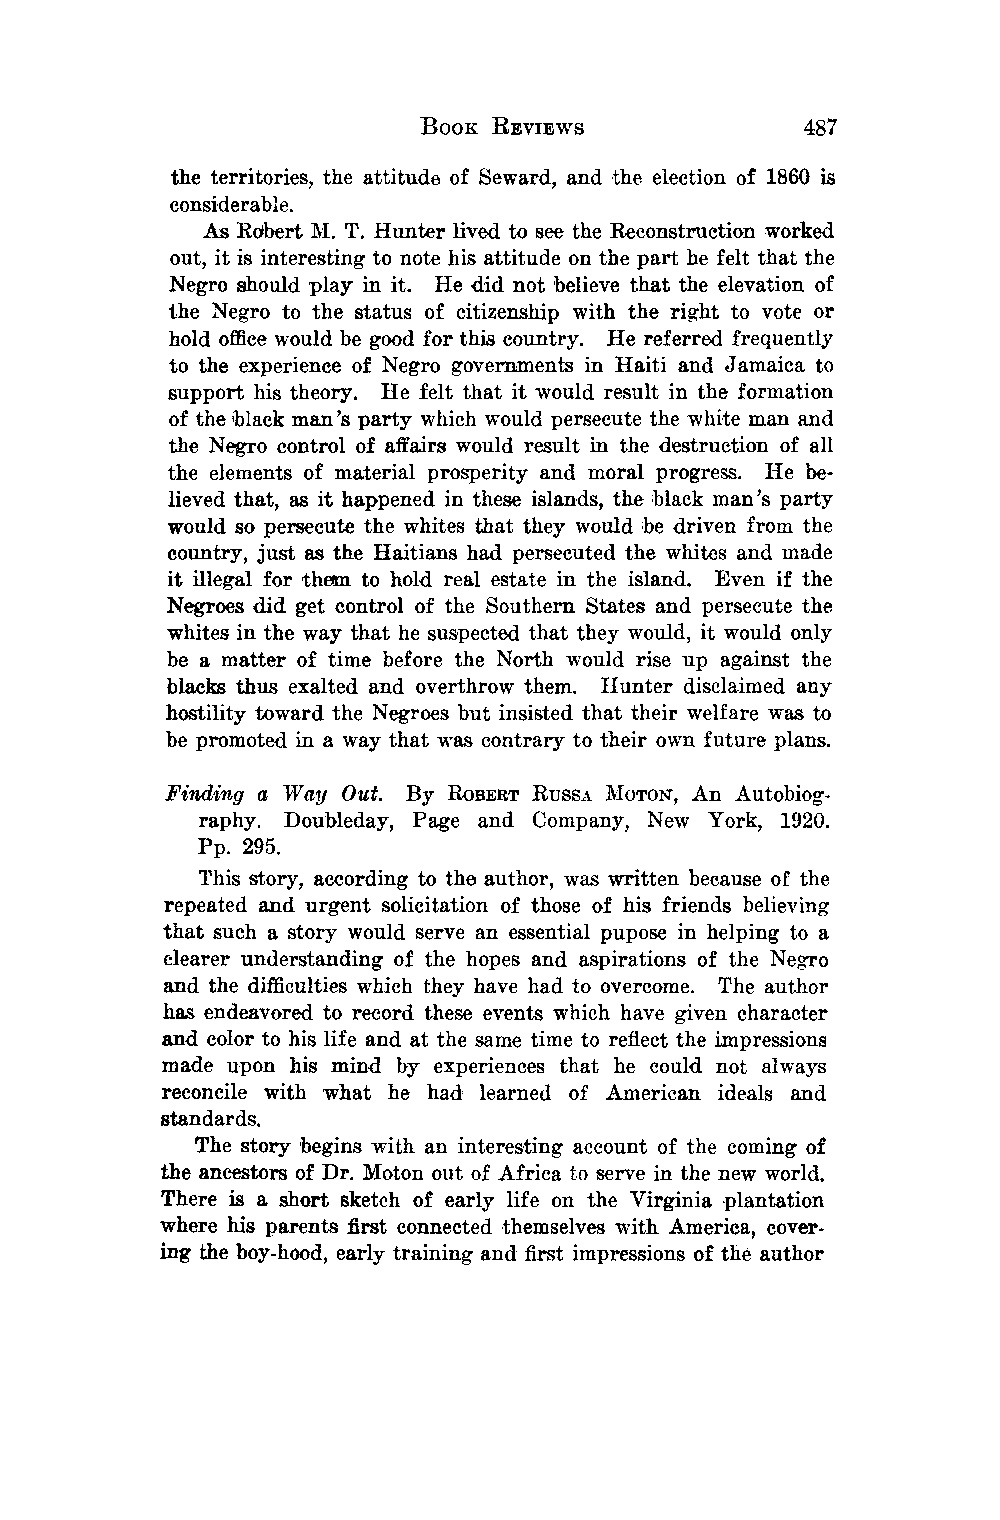 BOOK REVIEWS 487
the territories, the attitude of Seward, and the election of 1860 is
considerable.
As Robert M. T. Hunter lived to see the Reconstruction worked
out, it is interesting to note his attitude on the part he felt that the
Negro should play in it. He did not believe that the elevation of
the Negro to the status of citizenship with the right to vote or
hold office would be good for this country. He referred frequently
to the experience of Negro governments in Haiti and Jamaica to
support his theory. He felt that it would result in the formation
of the black man's party which would persecute the white man and
the Negro control of affairs would result in the destruction of all
the elements of material prosperity and moral progress. He be-
lieved that, as it happened in these islands, the black man's party
would so persecute the whites that they would be driven from the
country, just as the Haitians had persecuted the whites and made
it illegal for them to hold real estate in the island. Even if the
Negroes did get control of the Southern States and persecute the
whites in the way that he suspected that they would, it would only
be a matter of time before the North would rise up against the
blacks thus exalted and overthrow them. Hunter disclaimed any
hostility toward the Negroes but insisted that their welfare was to
be promoted in a way that was contrary to their own future plans.
Finding a Way Out. By ROBERT RUSSA MOTON, An Autobiog-
raphy. Doubleday, Page and Company, New York, 1920.
Pp. 295.
This story, according to the author, was written because of the
repeated and urgent solicitation of those of his friends believing
that such a story would serve an essential pupose in helping to a
clearer understanding of the hopes and aspirations of the Negro
and the difficulties which they have had to overcome. The author
has endeavored to record these events which have given character
and color to his life and at the same time to reflect the impressions
made upon his mind by experiences that he could not always
reconcile with what he had learned of American ideals and
standards.
The story begins with an interesting account of the coming of
the ancestors of Dr. Moton out of Africa to serve in the new world.
There is a short sketch of early life on the Virginia plantation
where his parents first connected themselves with America, cover-
ing the boy-hood, early training and first impressions of the author